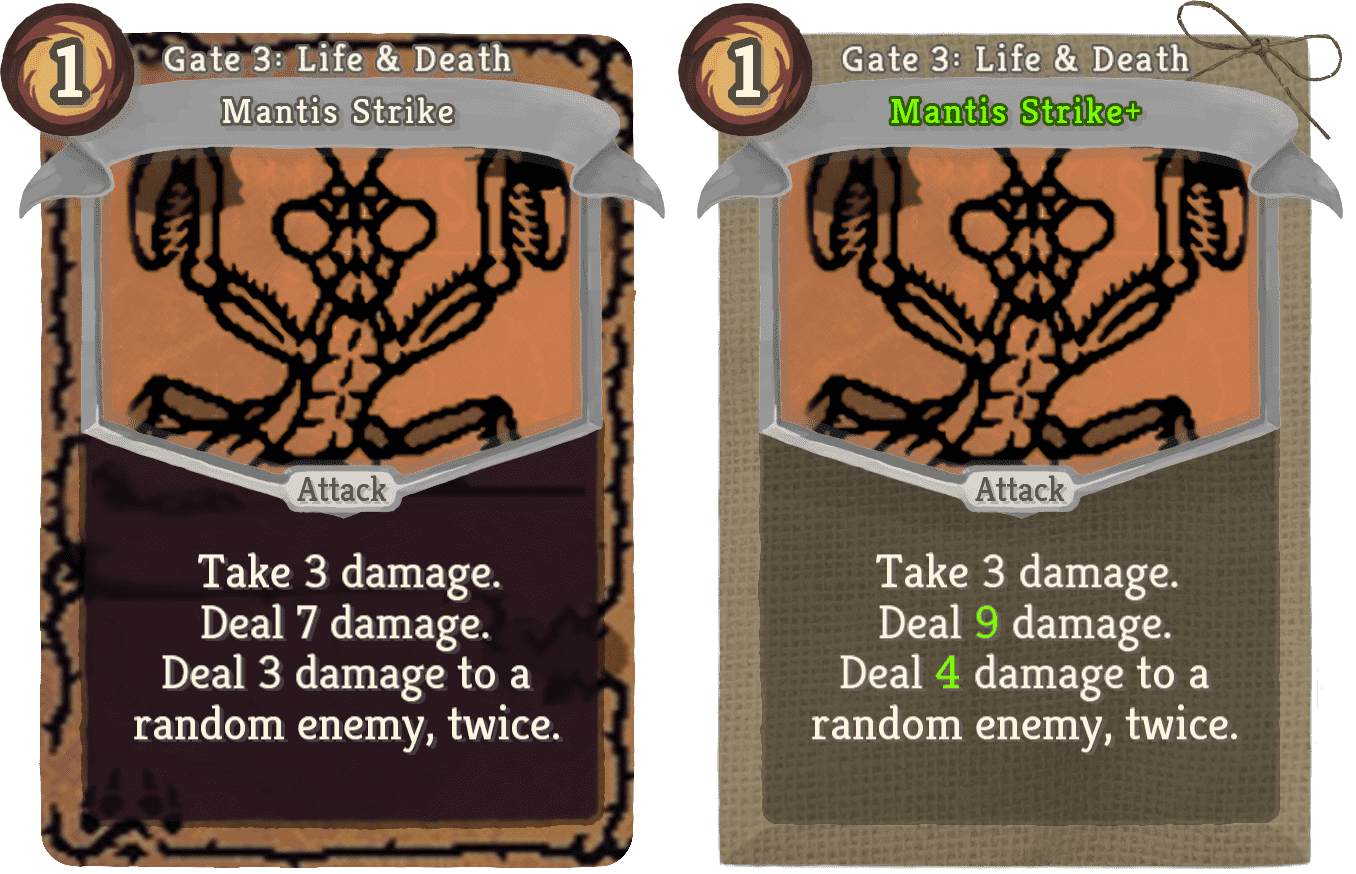 1
Gate 3: Life & Death
Mantis Strike
Attack
Take 3 damage.
Deal 7 damage.
Deal 3 damage to a
random enemy, twice.
1
Gate 3: Life & Death
Mantis Strike+
Attack
Take 3 damage.
Deal 9 damage.
Deal 4 damage to a
random enemy, twice.